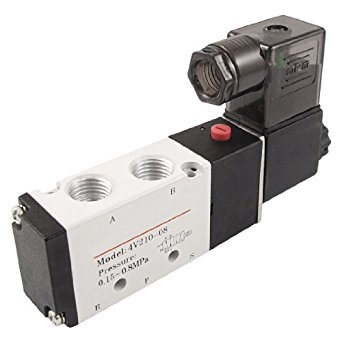 A B
Model:4V210-08
Pressure:
0.15~0.8MPa
R P S